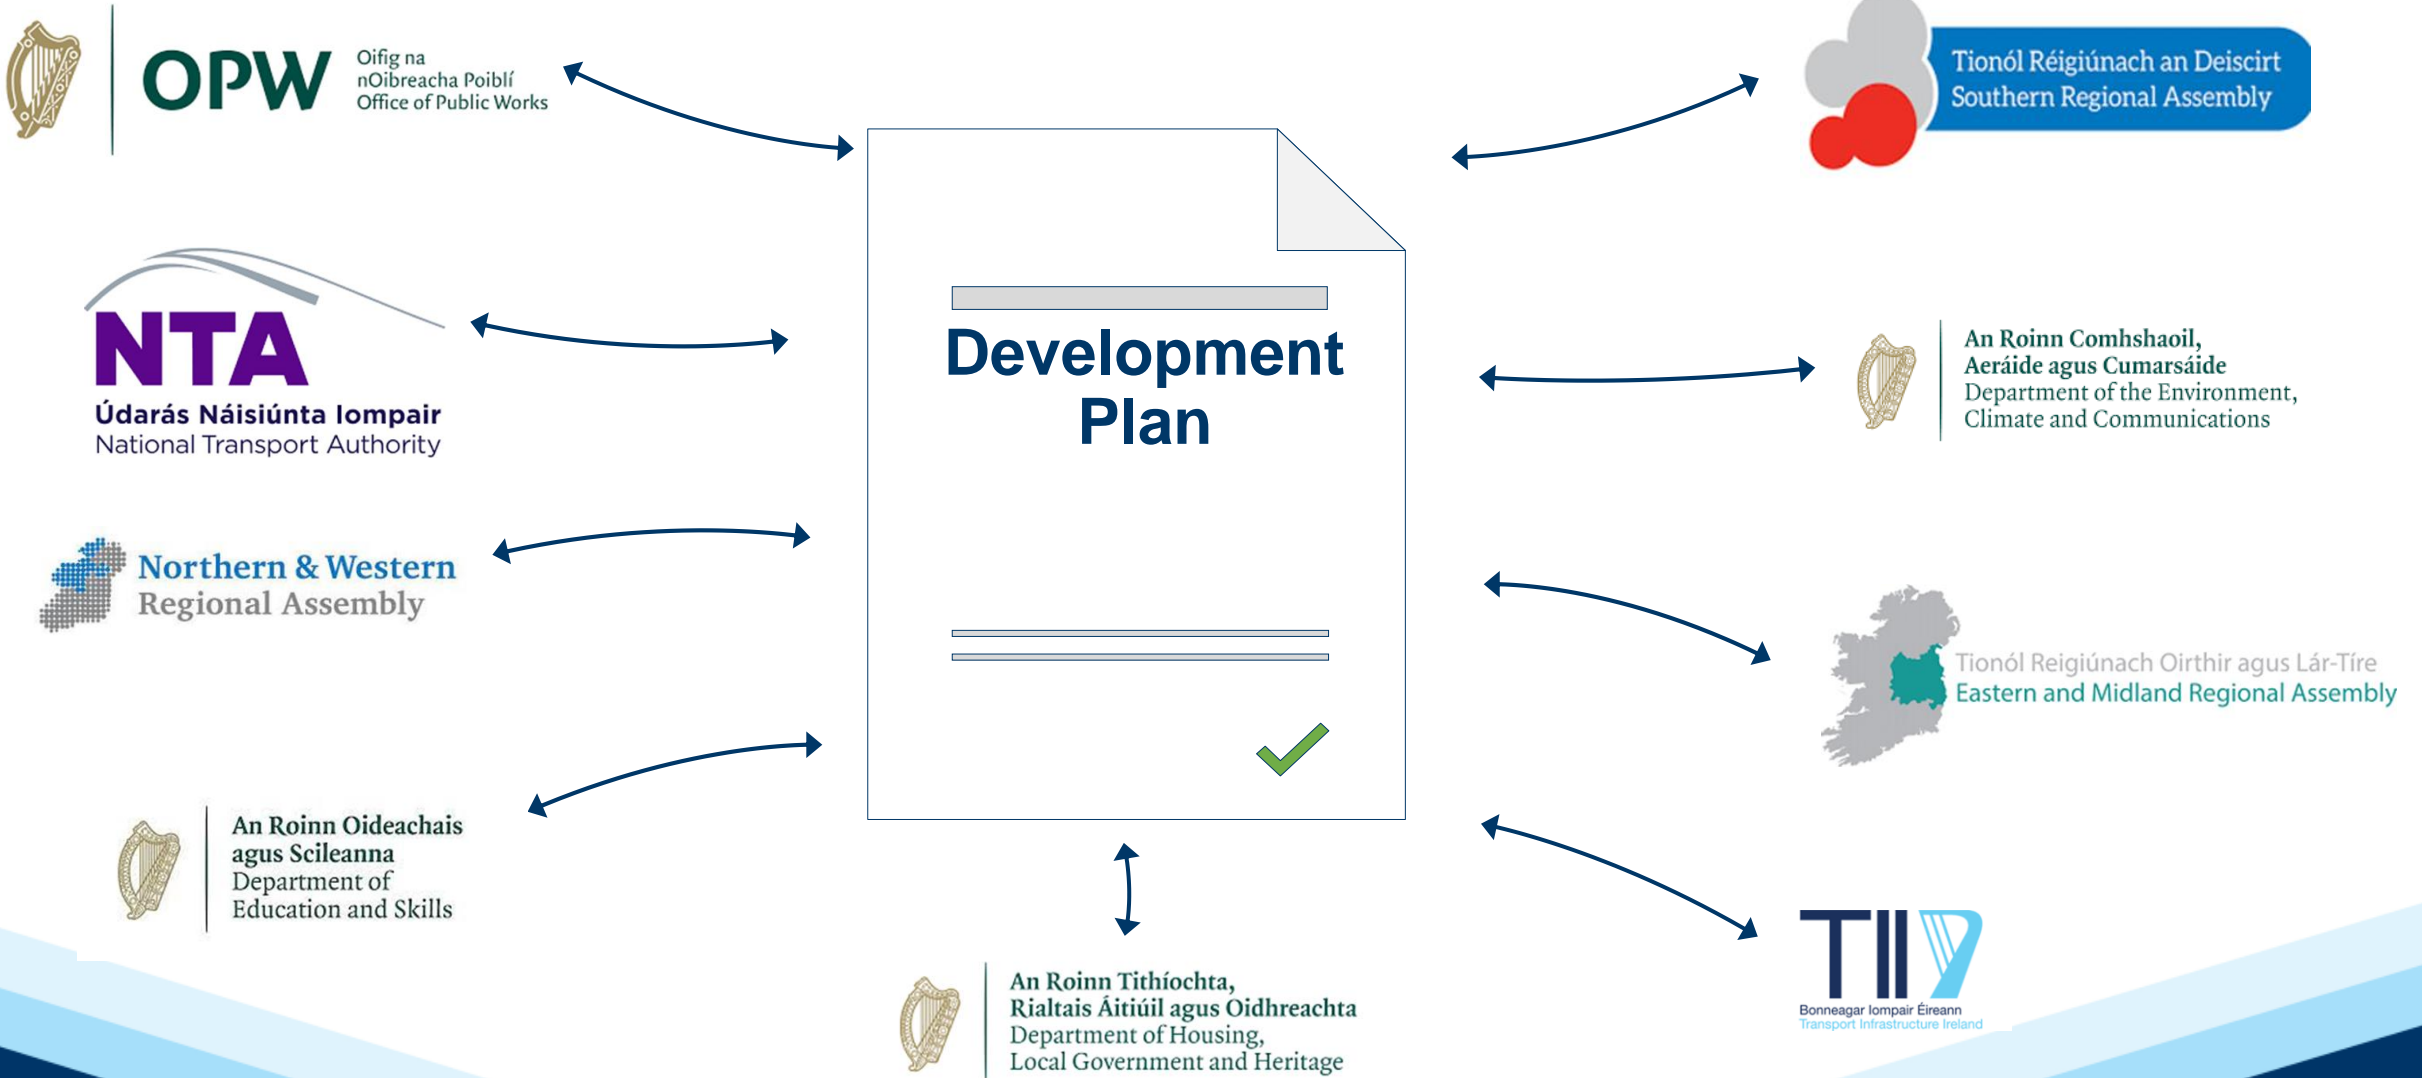 OPW
Oifig na
nOibreacha Poiblí
Office of Public Works
Tionól Réigiúnach an Deiscirt
Southern Regional Assembly
NTA
Údarás Náisiúnta Iompair
National Transport Authority
Development
Plan
An Roinn Comhshaoil,
Aeráide agus Cumarsáide
Department of the Environment,
Climate and Communications
Northern & Western
Regional Assembly
Tionól Reigiúnach Oirthir agus Lár-Tíre
Eastern and Midland Regional Assembly
An Roinn Oideachais
agus Scileanna
Department of
Education and Skills
An Roinn Tithíochta,
Rialtais Áitiúil agus Oidhreachta
Department of Housing,
Local Government and Heritage
TII
Bonneagar Iompair Éireann
Transport Infrastructure Ireland